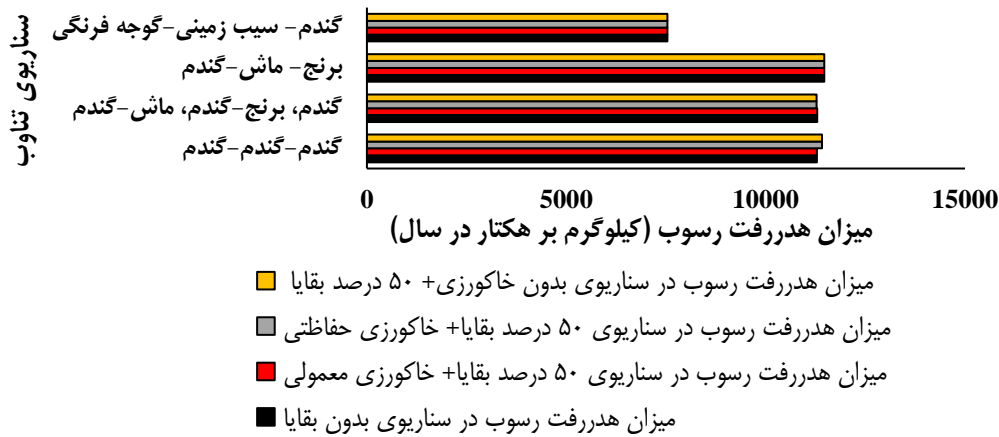 سناریوی تناوب
گندم- سیب زمینی-گوجه فرنگی
برنج- ماش-گندم
گندم، برنج-گندم، ماش-گندم
گندم-گندم-گندم
0 5000 10000 15000
میزان هدررفت رسوب (کیلوگرم بر هکتار در سال)
میزان هدررفت رسوب در سناریوی بدون خاکورزی+ ۵۰ درصد بقایا
میزان هدررفت رسوب در سناریوی ۵۰ درصد بقایا+ خاکورزی حفاظتی
میزان هدررفت رسوب در سناریوی ۵۰ درصد بقایا+ خاکورزی معمولی
میزان هدررفت رسوب در سناریوی بدون بقایا